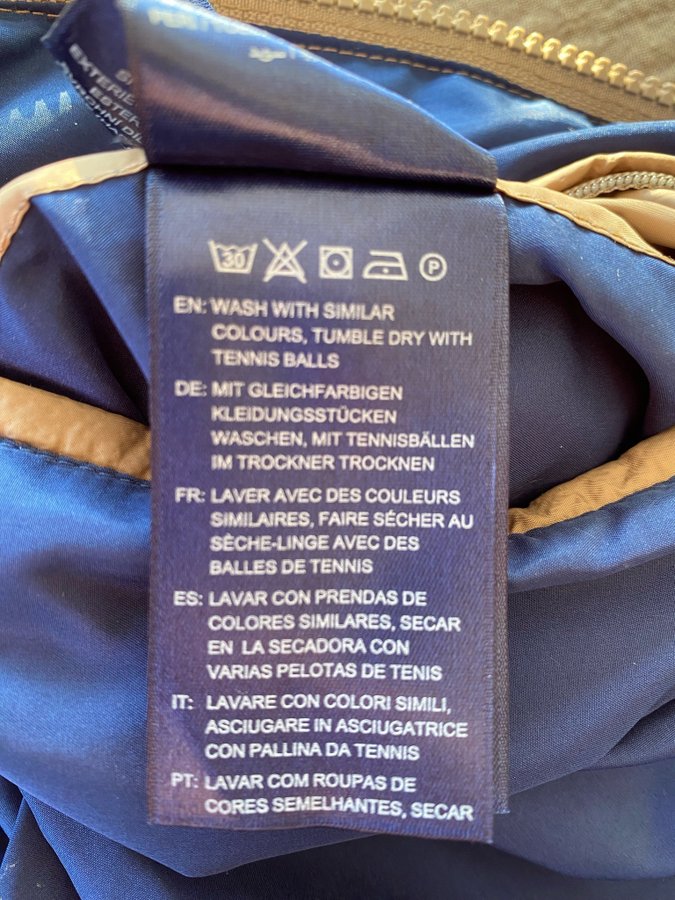 EXTERIE
ESTER
30
P
EN: WASH WITH SIMILAR
COLOURS, TUMBLE DRY WITH
TENNIS BALLS
DE: MIT GLEICHFARBIGEN
KLEIDUNGSSTÜCKEN
WASCHEN, MIT TENNISBÄLLEN
IM TROCKNER TROCKNEN
FR: LAVER AVEC DES COULEURS
SIMILAIRES, FAIRE SÉCHER AU
SÈCHE-LINGE AVEC DES
BALLES DE TENNIS
ES: LAVAR CON PRENDAS DE
COLORES SIMILARES, SECAR
EN LA SECADORA CON
VARIAS PELOTAS DE TENIS
IT: LAVARE CON COLORI SIMILI,
ASCIUGARE IN ASCIUGATRICE
CON PALLINA DA TENNIS
PT: LAVAR COM ROUPAS DE
CORES SEMELHANTES, SECAR